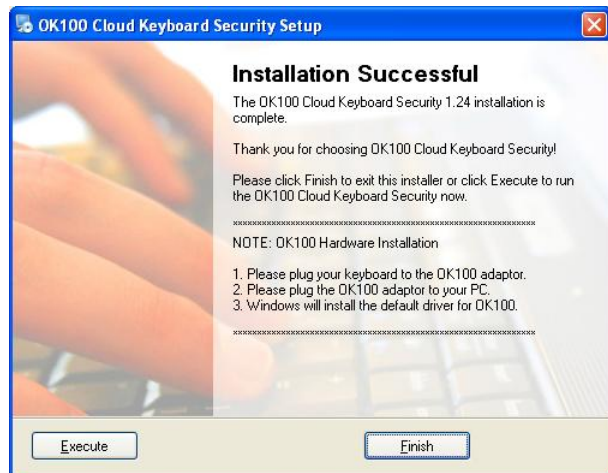 OK100 Cloud Keyboard Security Setup
Installation Successful
The OK100 Cloud Keyboard Security 1.24 installation is
complete.
Thank you for choosing OK100 Cloud Keyboard Security!
Please click Finish to exit this installer or click Execute to run
the OK100 Cloud Keyboard Security now.
NOTE: OK100 Hardware Installation
1. Please plug your keyboard to the OK100 adaptor.
2. Please plug the OK100 adaptor to your PC.
3. Windows will install the default driver for OK100.
Execute
Finish